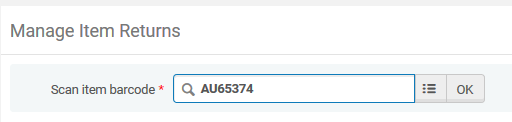 Manage Item Returns
Scan item barcode * AU65374 OK